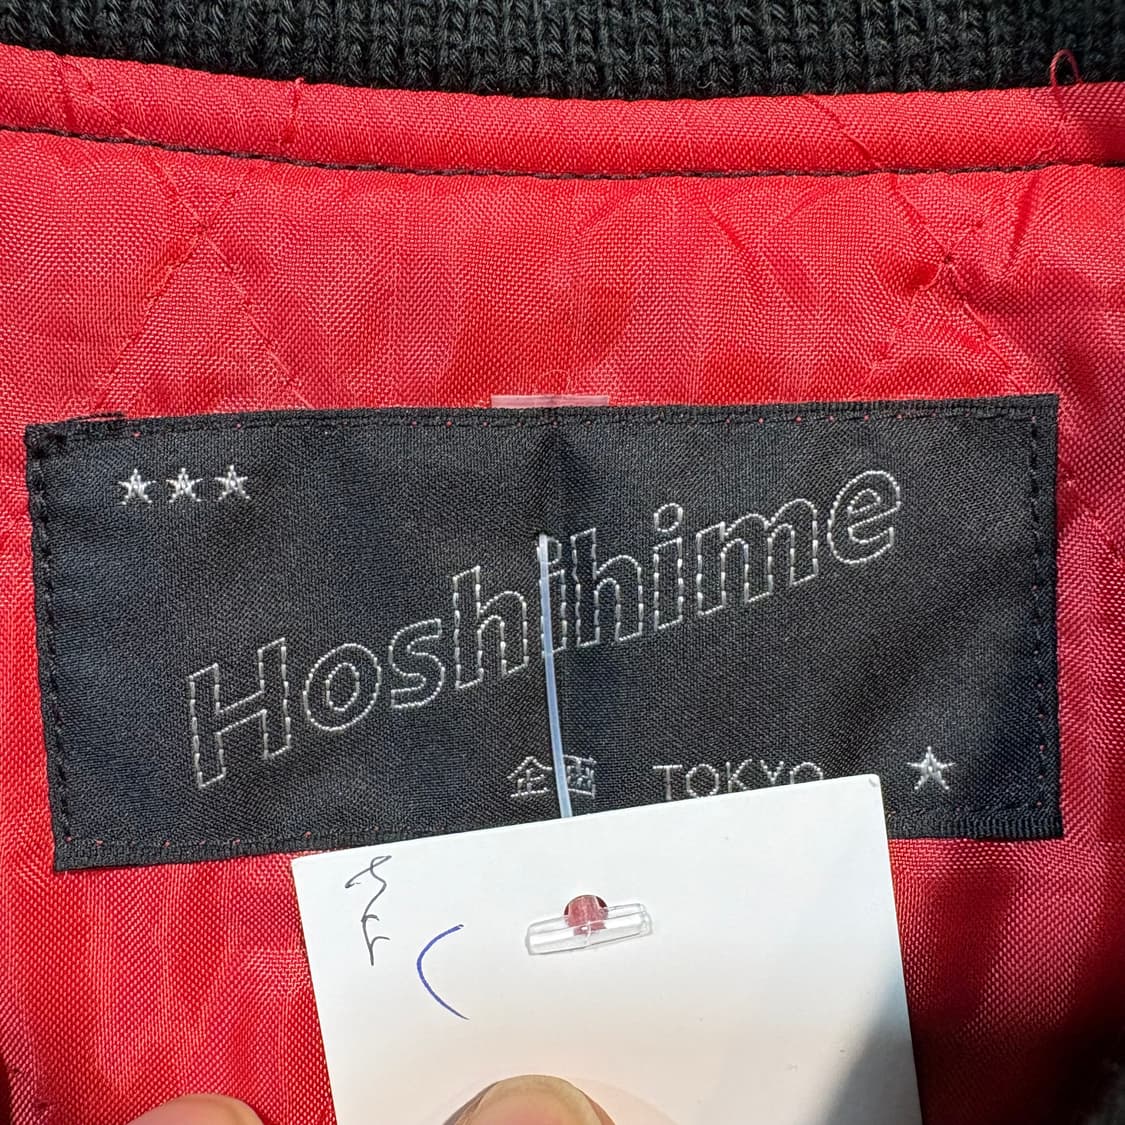 ★★★
Hoshihime
企画 TOKYO ★